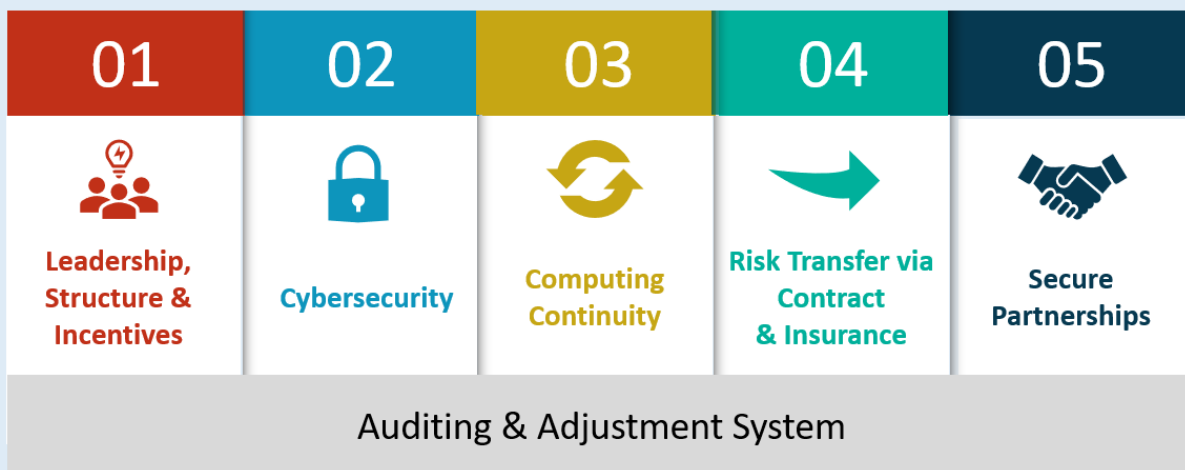 01
02
03
04
05
Leadership,
Structure &
Incentives
Cybersecurity
Computing
Continuity
Risk Transfer via
Contract
& Insurance
Secure
Partnerships
Auditing & Adjustment System